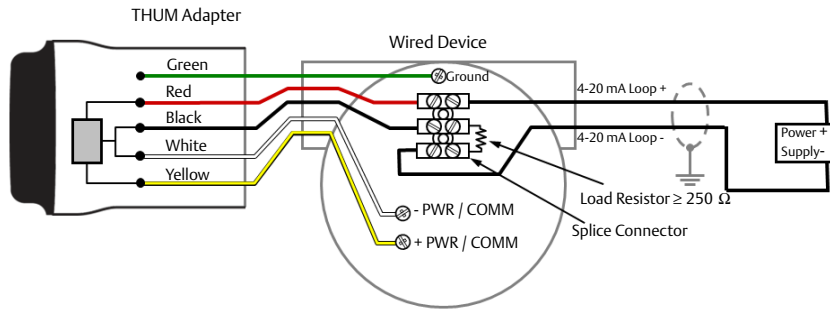 THUM Adapter
Wired Device
Green
Ground
Red
4-20 mA Loop +
Black
4-20 mA Loop -
Power +
Supply-
White
Yellow
Load Resistor ≥ 250 Ω
- PWR / COMM
Splice Connector
+ PWR / COMM